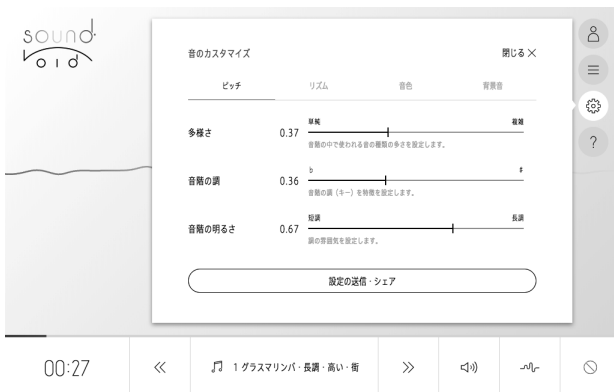 sound
void
音のカスタマイズ
閉じる ×
ピッチ
リズム
音色
背景音
多様さ
0.37
単純
複雑
音階の中で使われる音の種類の多さを設定します。
音階の調
0.36
♭
♯
音階の調（キー）を特徴を設定します。
音階の明るさ
0.67
短調
長調
調の雰囲気を設定します。
設定の送信・シェア
?
00:27
1 グラスマリンバ・長調・高い・街